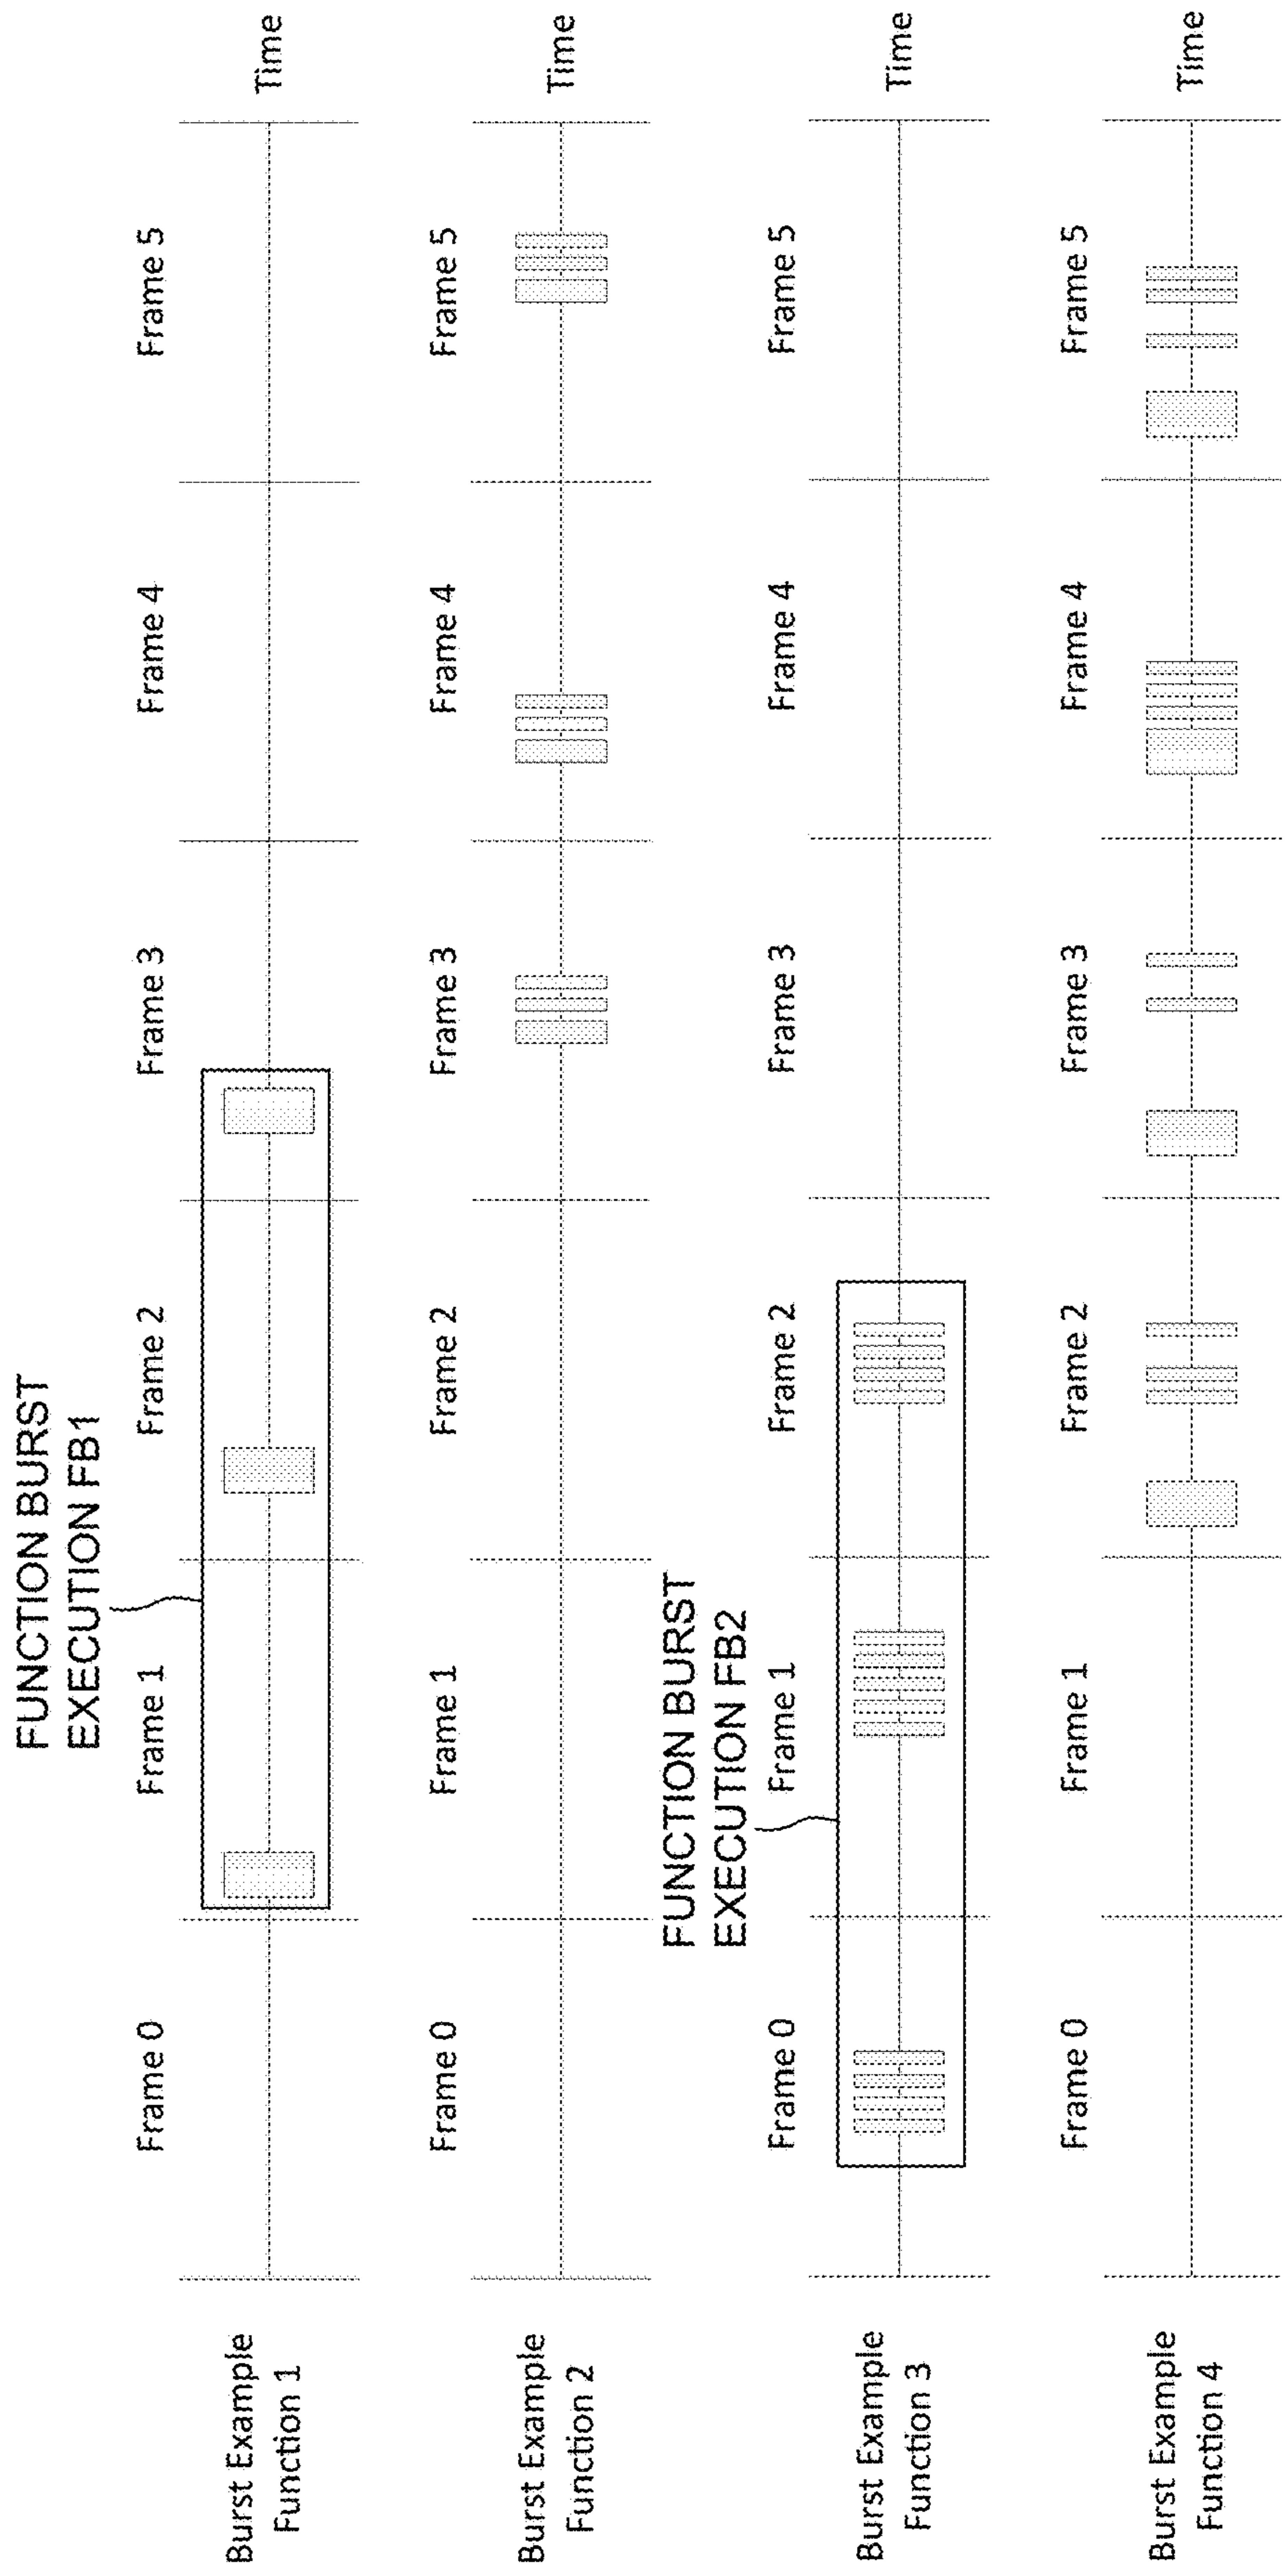 FUNCTION BURST
EXECUTION FB1
Frame 0
Frame 1
Frame 2
Frame 3
Frame 4
Frame 5
Burst Example
Function 1
Time
Frame 0
Frame 1
Frame 2
Frame 3
Frame 4
Frame 5
Burst Example
Function 2
Time
FUNCTION BURST
EXECUTION FB2
Frame 0
Frame 1
Frame 2
Frame 3
Frame 4
Frame 5
Burst Example
Function 3
Time
Frame 0
Frame 1
Frame 2
Frame 3
Frame 4
Frame 5
Burst Example
Function 4
Time